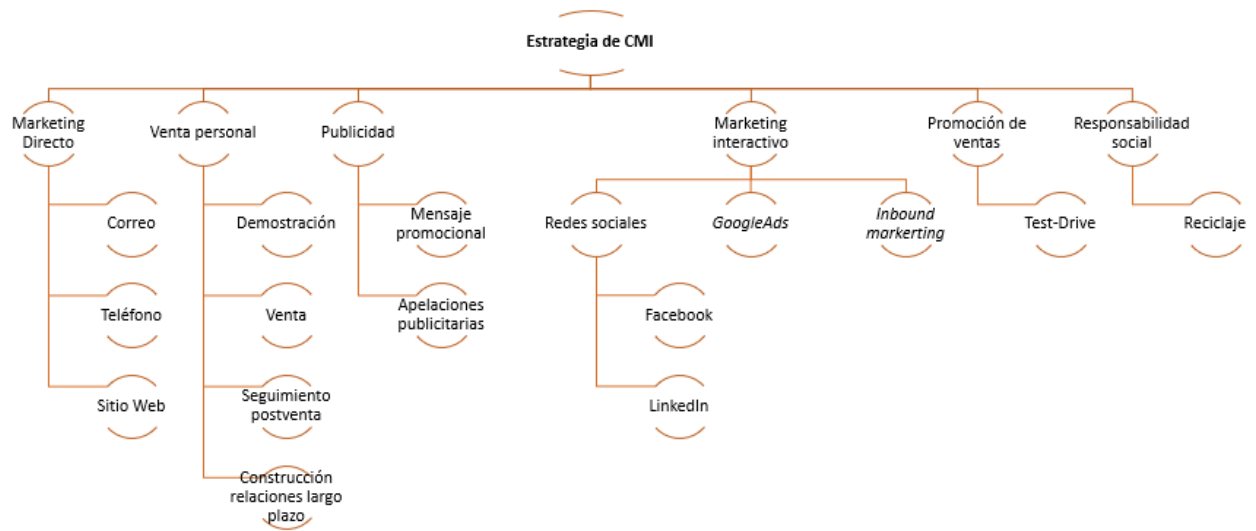 Estrategia de CMI
Marketing
Directo
Venta personal
Publicidad
Marketing
interactivo
Promoción de
ventas
Responsabilidad
social
Correo
Demostración
Mensaje
promocional
Redes sociales
GoogleAds
Inbound
markerting
Test-Drive
Reciclaje
Teléfono
Venta
Apelaciones
publicitarias
Facebook
Sitio Web
Seguimiento
postventa
LinkedIn
Construcción
relaciones largo
plazo